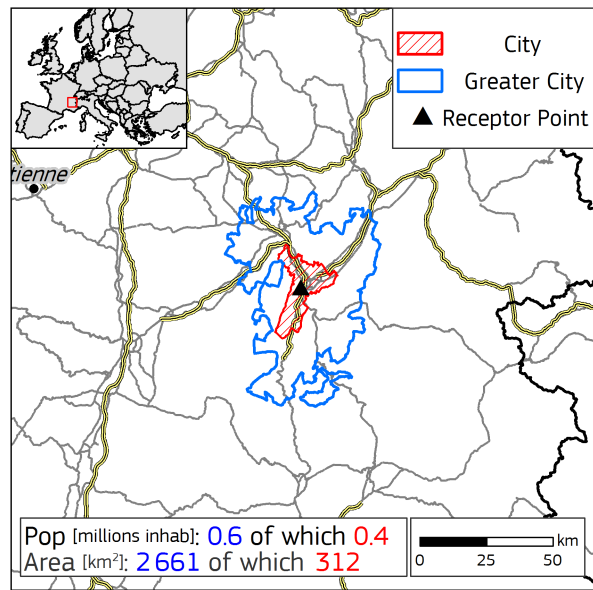 City
Greater City
Receptor Point
tienne
Pop [millions inhab]: 0.6 of which 0.4
Area [km²]: 2 661 of which 312
km
0 25 50